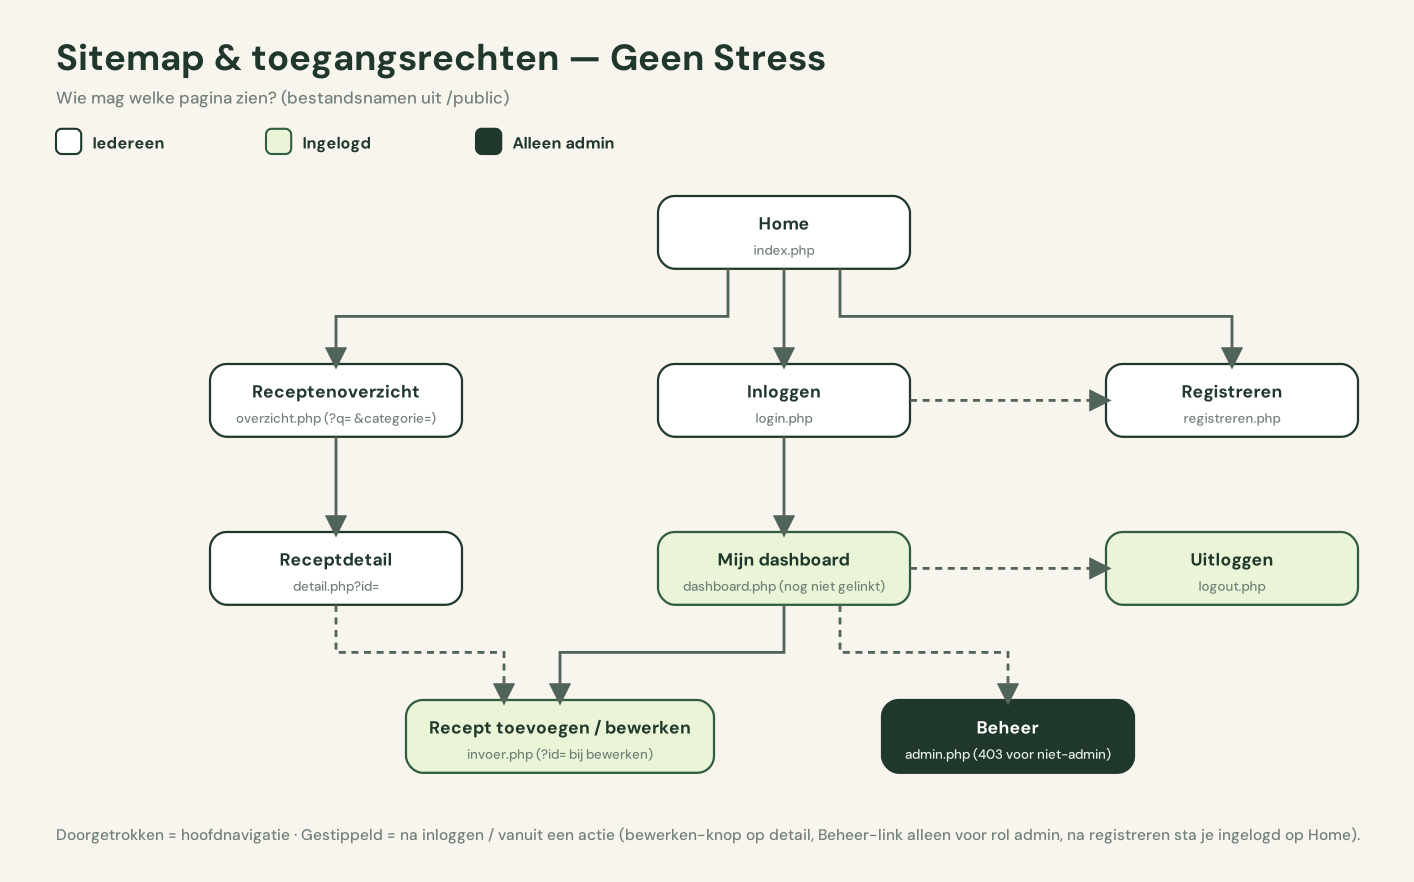 Sitemap & toegangsrechten — Geen Stress
Wie mag welke pagina zien? (bestandsnamen uit /public)
Iedereen
Ingelogd
Alleen admin
Home
index.php
Receptenoverzicht
overzicht.php (?q= &categorie=)
Inloggen
login.php
Registreren
registreren.php
Receptdetail
detail.php?id=
Mijn dashboard
dashboard.php (nog niet gelinkt)
Uitloggen
logout.php
Recept toevoegen / bewerken
invoer.php (?id= bij bewerken)
Beheer
admin.php (403 voor niet-admin)
Doorgetrokken = hoofdnavigatie · Gestippeld = na inloggen / vanuit een actie (bewerken-knop op detail, Beheer-link alleen voor rol admin, na registreren sta je ingelogd op Home).